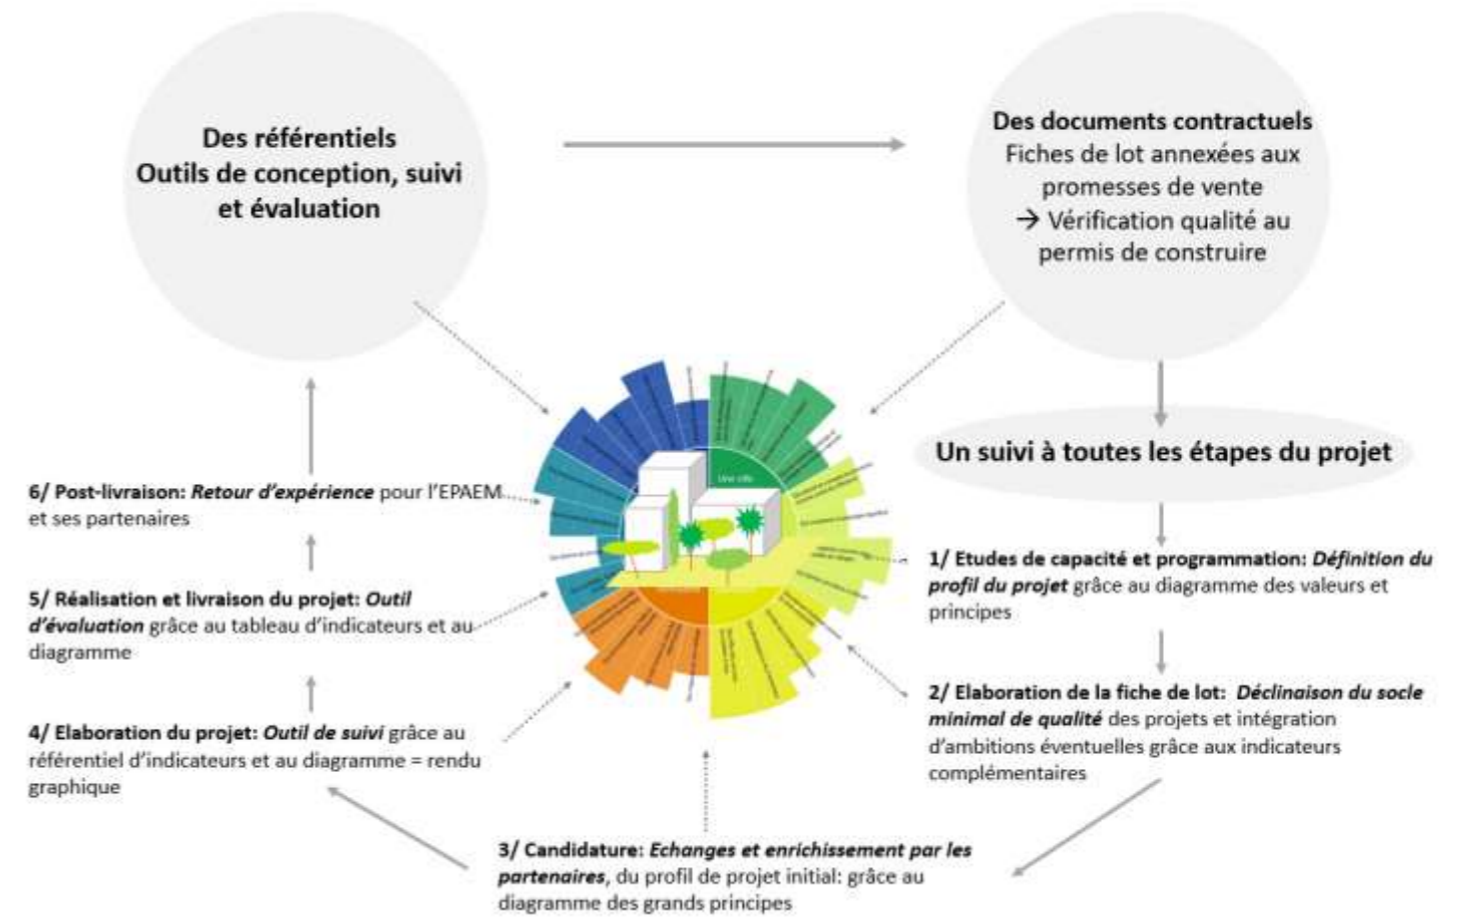 Des référentiels
Outils de conception, suivi
et évaluation
Des documents contractuels
Fiches de lot annexées aux
promesses de vente
→ Vérification qualité au
permis de construire
Un suivi à toutes les étapes du projet
1/ Etudes de capacité et programmation: Définition du
profil du projet grâce au diagramme des valeurs et
principes
2/ Elaboration de la fiche de lot: Déclinaison du socle
minimal de qualité des projets et intégration
d'ambitions éventuelles grâce aux indicateurs
complémentaires
3/ Candidature: Echanges et enrichissement par les
partenaires, du profil de projet initial: grâce au
diagramme des grands principes
4/ Elaboration du projet: Outil de suivi grâce au
référentiel d'indicateurs et au diagramme = rendu
graphique
5/ Réalisation et livraison du projet: Outil
d'évaluation grâce au tableau d'indicateurs et au
diagramme
6/ Post-livraison: Retour d'expérience pour l'EPAEM
et ses partenaires
Une ville